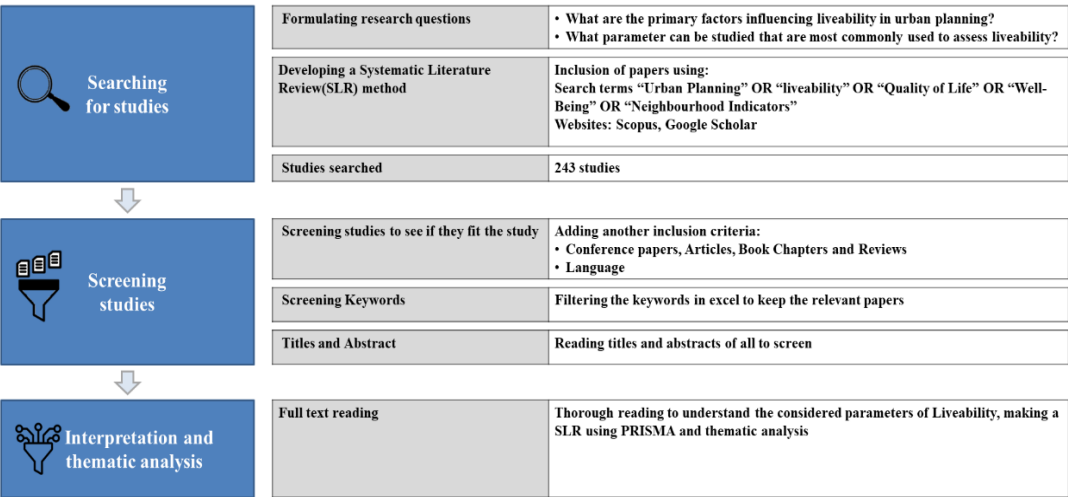 Searching
for studies
Formulating research questions
• What are the primary factors influencing liveability in urban planning?
• What parameter can be studied that are most commonly used to assess liveability?
Developing a Systematic Literature
Review(SLR) method
Inclusion of papers using:
Search terms “Urban Planning” OR “liveability” OR “Quality of Life” OR “Well-
Being” OR “Neighbourhood Indicators”
Websites: Scopus, Google Scholar
Studies searched
243 studies
Screening
studies
Screening studies to see if they fit the study
Adding another inclusion criteria:
• Conference papers, Articles, Book Chapters and Reviews
• Language
Screening Keywords
Filtering the keywords in excel to keep the relevant papers
Titles and Abstract
Reading titles and abstracts of all to screen
Interpretation and
thematic analysis
Full text reading
Thorough reading to understand the considered parameters of Liveability, making a
SLR using PRISMA and thematic analysis